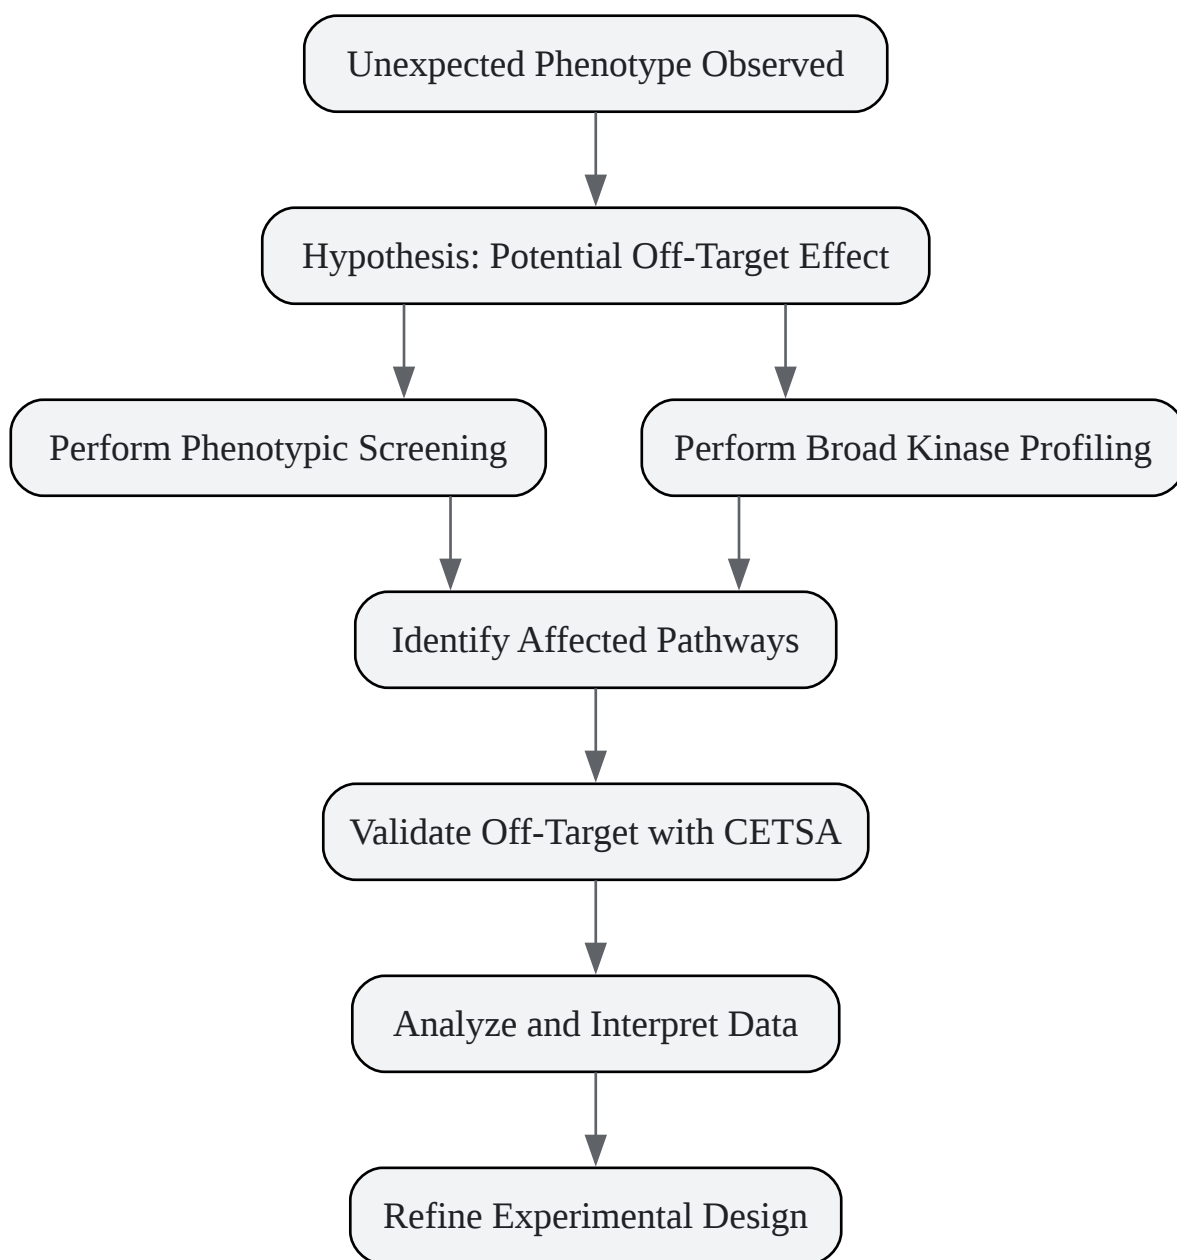 Unexpected Phenotype Observed
Hypothesis: Potential Off-Target Effect
Perform Phenotypic Screening
Perform Broad Kinase Profiling
Identify Affected Pathways
Validate Off-Target with CETSA
Analyze and Interpret Data
Refine Experimental Design